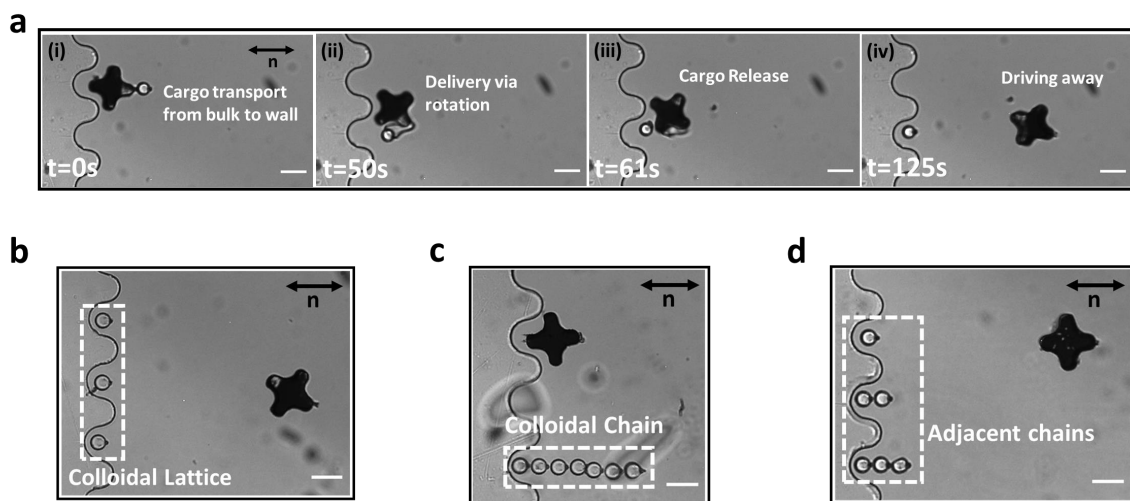 a
(i)
n
Cargo transport
from bulk to wall
t=0s
(ii)
Delivery via
rotation
t=50s
(iii)
Cargo Release
t=61s
(iv)
Driving away
t=125s
b
n
Colloidal Lattice
c
n
Colloidal Chain
d
n
Adjacent chains